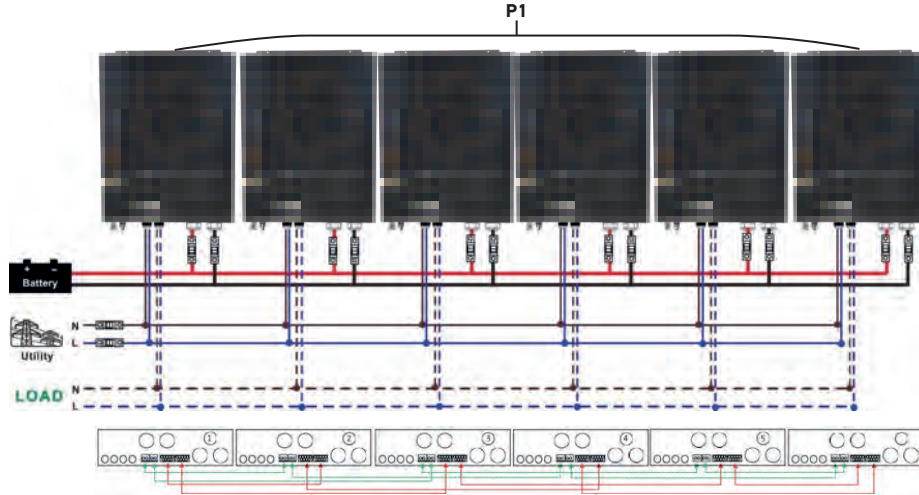 P1
+ −
Battery
N
L
Utility
N
LOAD
L
① ② ③ ④ ⑤